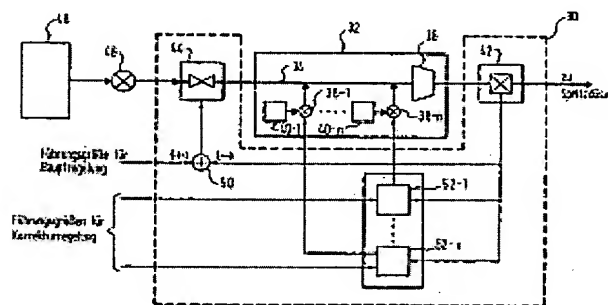 48
46
44
32
34
36
42
30
zu
38-1
38-n
40-1
40-n
Führungsgröße für
Hauptregelung
(+)
(-)
50
52-1
52-n
Führungsgrößen für
Korrekturregelung